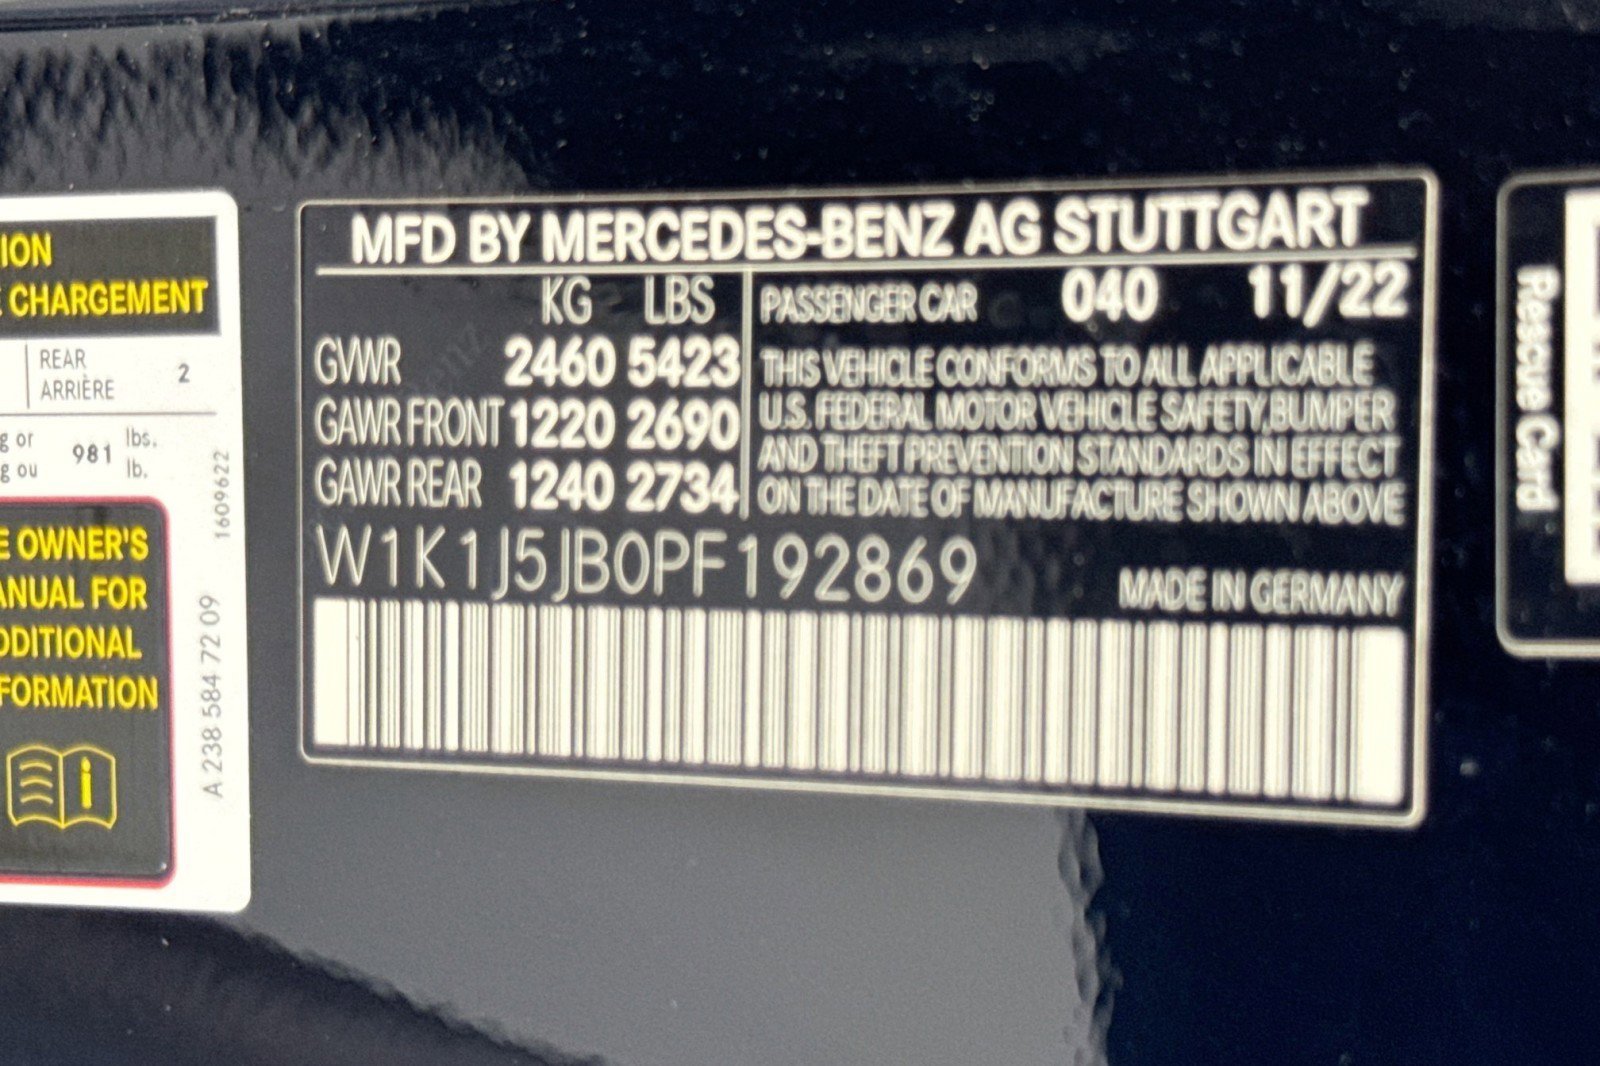 ION
E CHARGEMENT
REAR
ARRIÈRE
2
g or
g ou
981
lbs.
lb.
E OWNER'S
ANUAL FOR
DDITIONAL
FORMATION
i
1609622
A 238 584 72 09
MFD BY MERCEDES-BENZ AG STUTTGART
KG LBS
GVWR 2460 5423
GAWR FRONT 1220 2690
GAWR REAR 1240 2734
PASSENGER CAR 040 11/22
THIS VEHICLE CONFORMS TO ALL APPLICABLE
U.S. FEDERAL MOTOR VEHICLE SAFETY,BUMPER
AND THEFT PREVENTION STANDARDS IN EFFECT
ON THE DATE OF MANUFACTURE SHOWN ABOVE
W1K1J5JB0PF192869
MADE IN GERMANY
Rescue Card